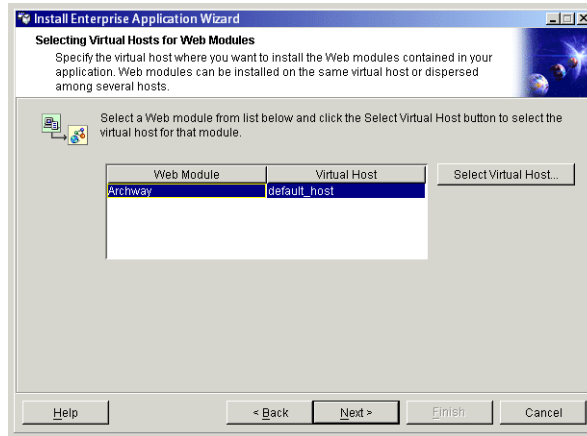 Install Enterprise Application Wizard
Selecting Virtual Hosts for Web Modules
Specify the virtual host where you want to install the Web modules contained in your
application. Web modules can be installed on the same virtual host or dispersed
among several hosts.
Select a Web module from list below and click the Select Virtual Host button to select the
virtual host for that module.
Web Module Virtual Host Select Virtual Host...
Archway default_host
Help < Back Next > Finish Cancel